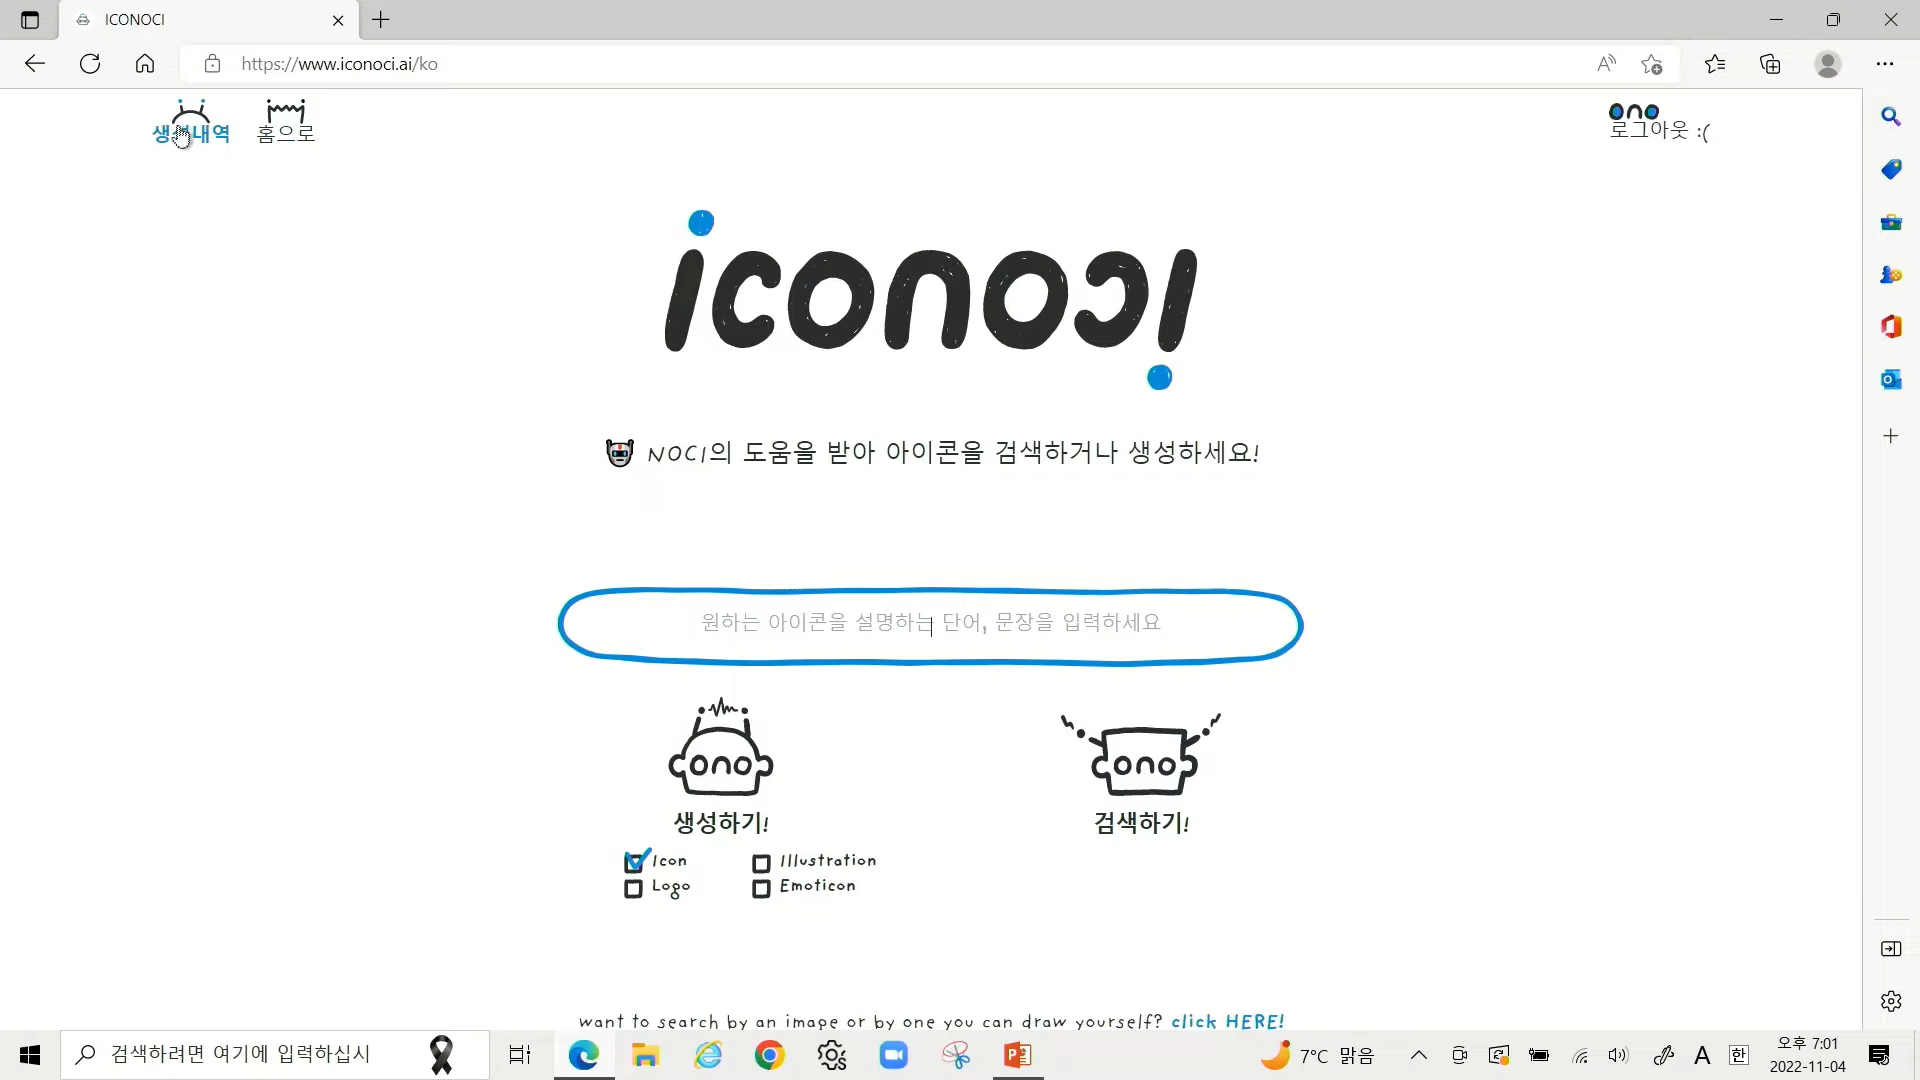 ICONOCI
https://www.iconoci.ai/ko
생성내역
홈으로
로그아웃 :(
iconoci
NOCI의 도움을 받아 아이콘을 검색하거나 생성하세요!
원하는 아이콘을 설명하는 단어, 문장을 입력하세요
ono
ono
생성하기!
검색하기!
Icon
Illustration
Logo
Emoticon
want to search by an image or by one you can draw yourself? click HERE!
검색하려면 여기에 입력하십시
7°C 맑음
A
한
오후 7:01
2022-11-04